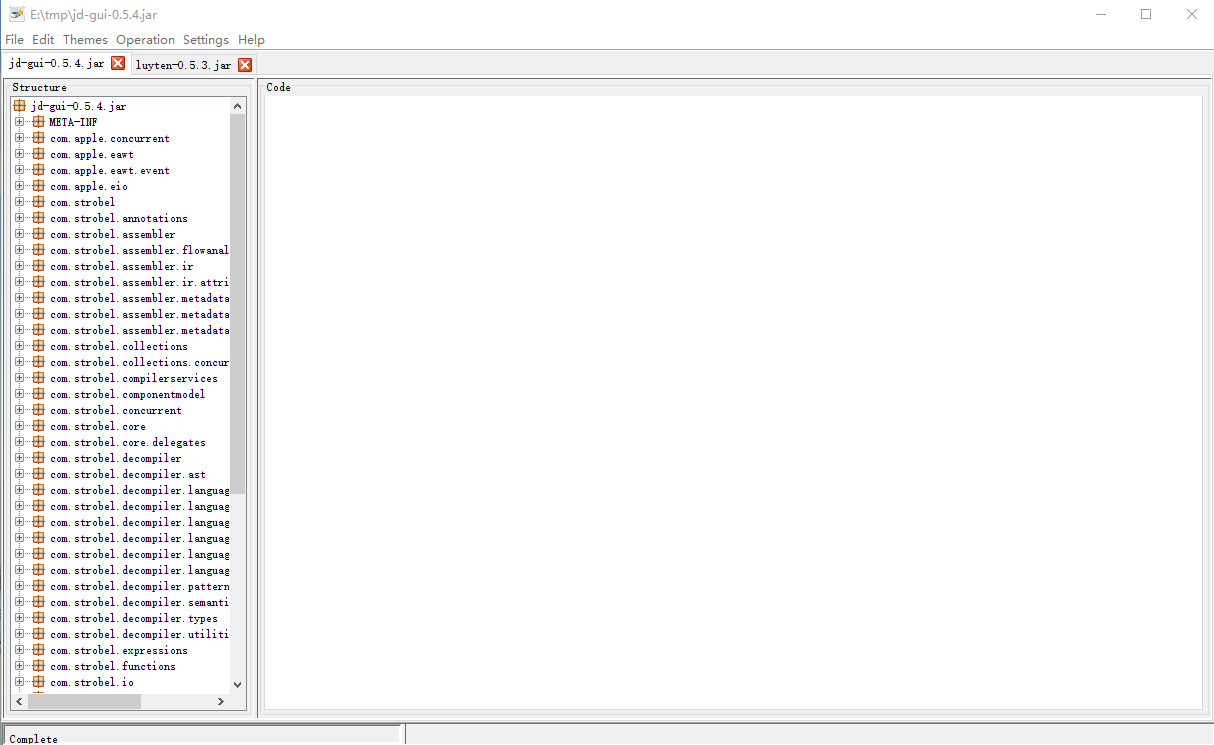 E:\tmp\jd-gui-0.5.4.jar
File Edit Themes Operation Settings Help
jd-gui-0.5.4.jar luyten-0.5.3.jar
Structure
Code
jd-gui-0.5.4.jar
META-INF
com.apple.concurrent
com.apple.eawt
com.apple.eawt.event
com.apple.eio
com.strobel
com.strobel.annotations
com.strobel.assembler
com.strobel.assembler.flowanal
com.strobel.assembler.ir
com.strobel.assembler.ir.attri
com.strobel.assembler.metadata
com.strobel.assembler.metadata
com.strobel.assembler.metadata
com.strobel.collections
com.strobel.collections.concur
com.strobel.compilerservices
com.strobel.componentmodel
com.strobel.concurrent
com.strobel.core
com.strobel.core.delegates
com.strobel.decompiler
com.strobel.decompiler.ast
com.strobel.decompiler.languag
com.strobel.decompiler.languag
com.strobel.decompiler.languag
com.strobel.decompiler.languag
com.strobel.decompiler.languag
com.strobel.decompiler.languag
com.strobel.decompiler.pattern
com.strobel.decompiler.semanti
com.strobel.decompiler.types
com.strobel.decompiler.utiliti
com.strobel.expressions
com.strobel.functions
com.strobel.io
Complete